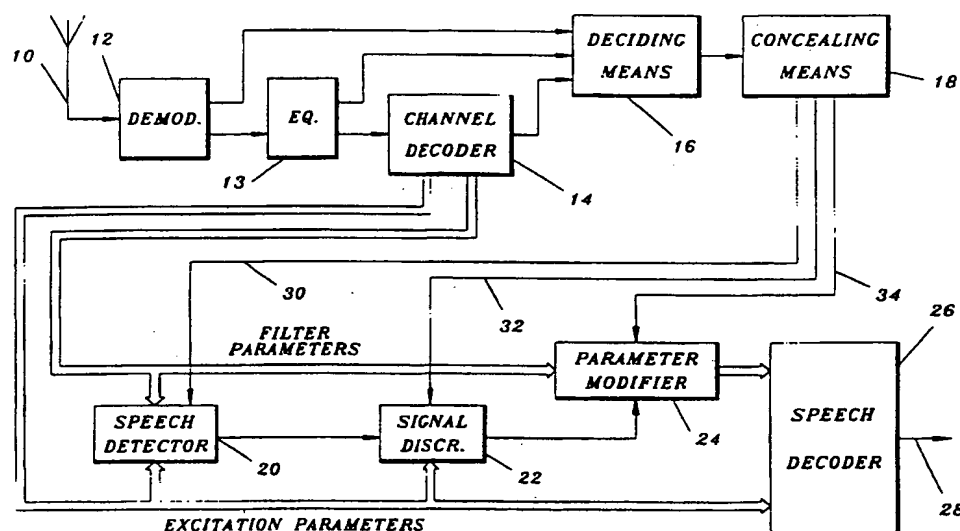 10
12
DEMOD.
EQ.
13
CHANNEL
DECODER
14
DECIDING
MEANS
16
CONCEALING
MEANS
18
30
32
34
FILTER
PARAMETERS
SPEECH
DETECTOR
20
SIGNAL
DISCR.
22
PARAMETER
MODIFIER
24
26
SPEECH
DECODER
28
EXCITATION PARAMETERS